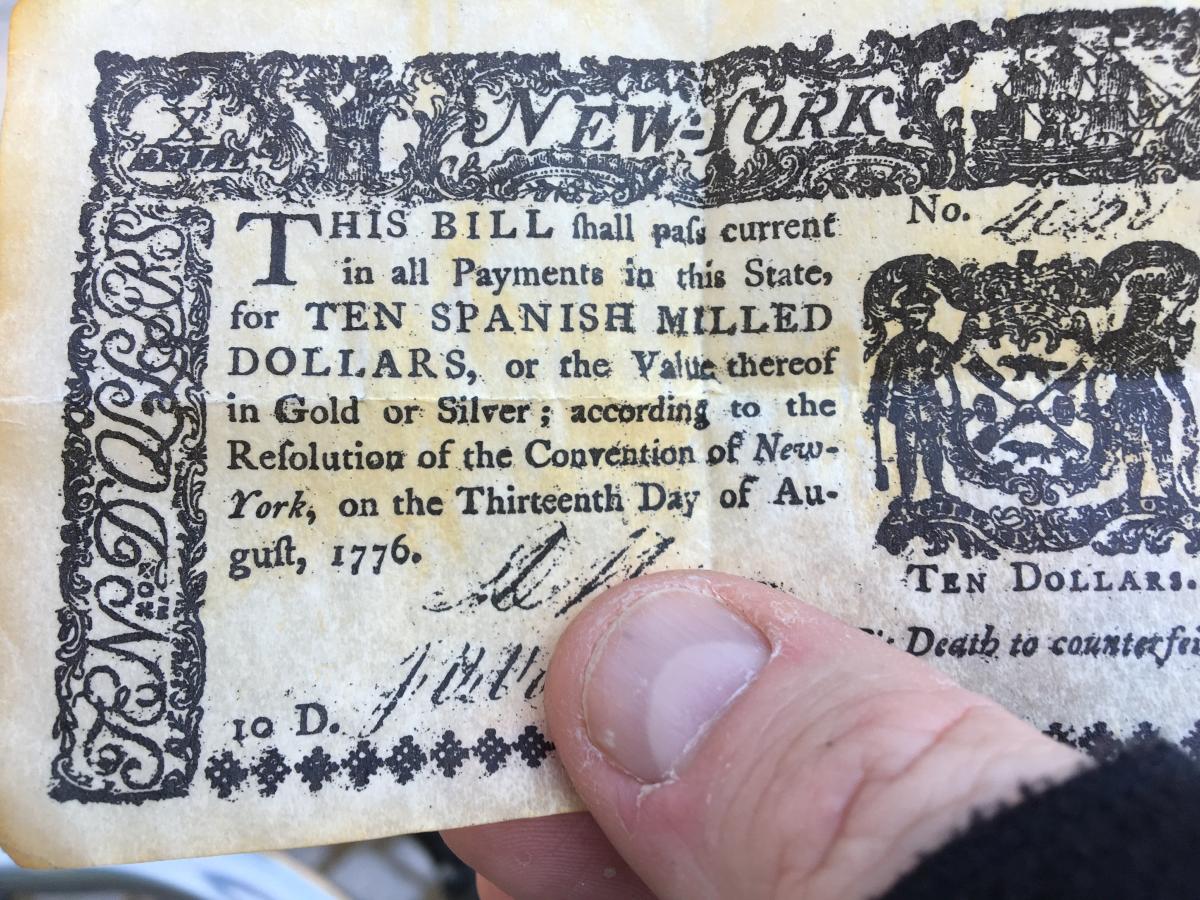 X
NEW-YORK.
TEN DOLLARS
No.
THIS BILL ſhall paſs current
in all Payments in this State,
for TEN SPANISH MILLED
DOLLARS, or the Value thereof
in Gold or Silver; according to the
Reſolution of the Convention of New-
York, on the Thirteenth Day of Au-
guſt, 1776.
TEN DOLLARS.
Death to counterfei
10 D.